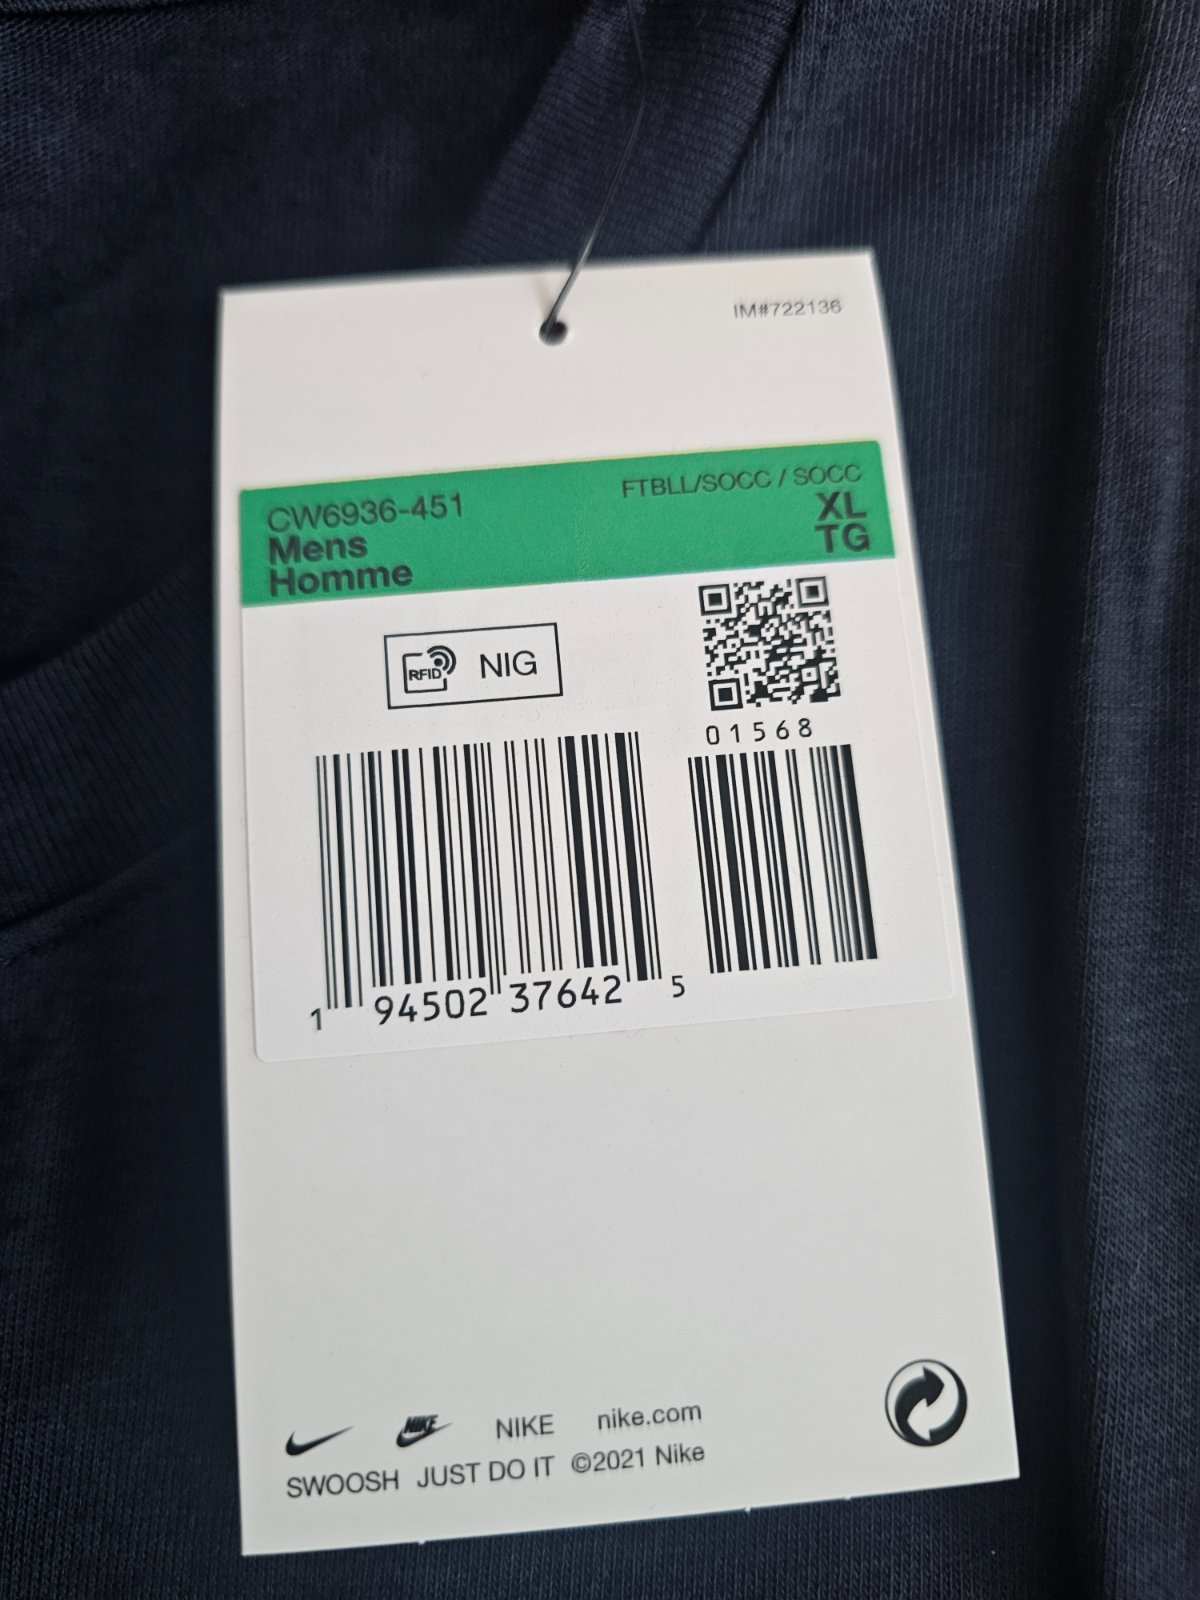 IM#722136
CW6936-451
FTBLL/SOCC / SOCC
Mens
XL
Homme
TG
RFID NIG
01568
1 94502 37642 5
NIKE NIKE nike.com
SWOOSH JUST DO IT ©2021 Nike